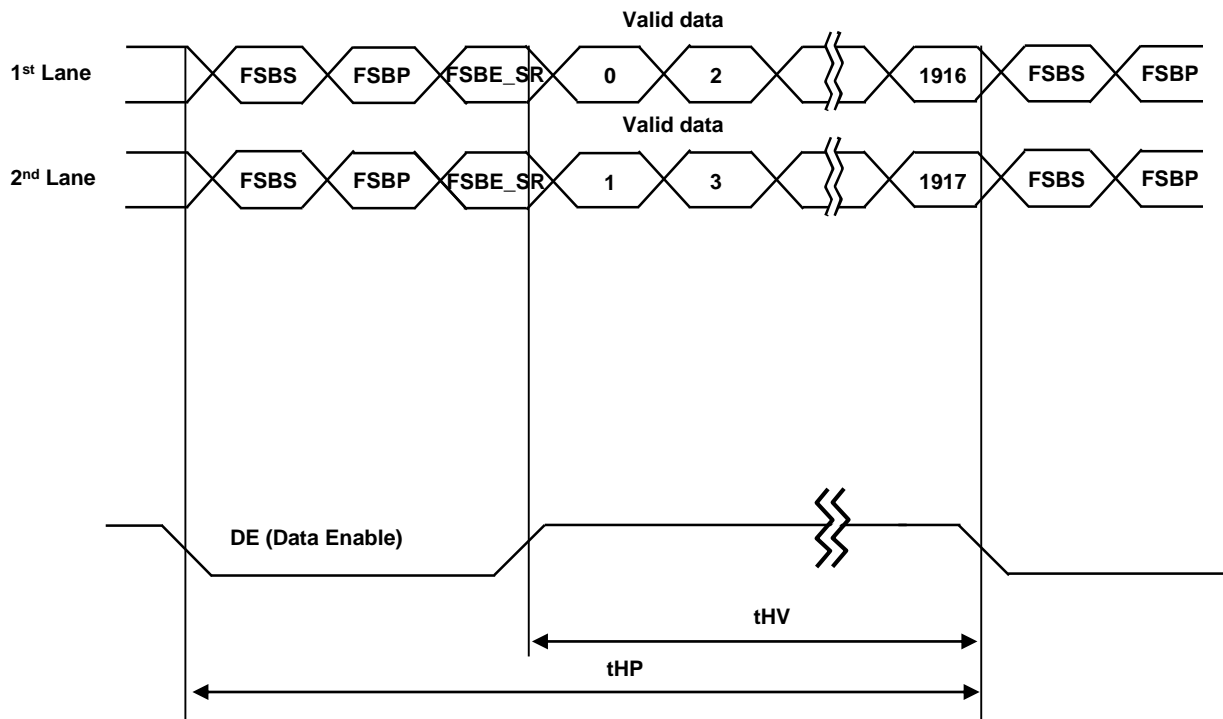 Valid data
1st Lane FSBS FSBP FSBE_SR 0 2 1916 FSBS FSBP
Valid data
2nd Lane FSBS FSBP FSBE_SR 1 3 1917 FSBS FSBP
DE (Data Enable)
tHV
tHP